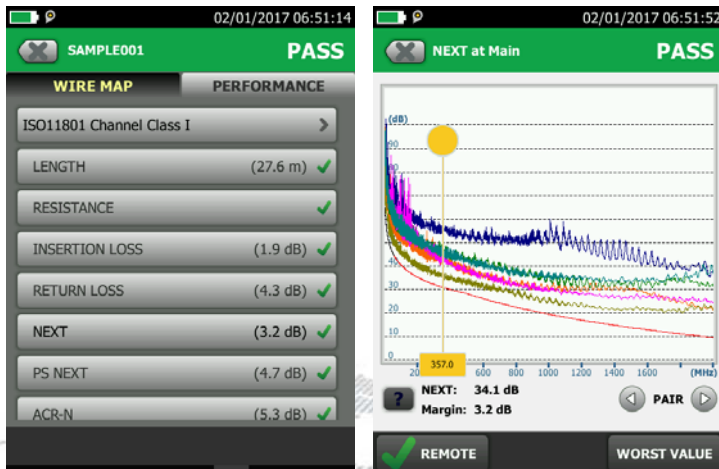 02/01/2017 06:51:14
SAMPLE001 PASS
WIRE MAP PERFORMANCE
ISO11801 Channel Class I
LENGTH (27.6 m)
RESISTANCE
INSERTION LOSS (1.9 dB)
RETURN LOSS (4.3 dB)
NEXT (3.2 dB)
PS NEXT (4.7 dB)
ACR-N (5.3 dB)
02/01/2017 06:51:52
NEXT at Main PASS
(dB)
90
40
30
20
10
0
357.0
600 800 1000 1200 1400 1600 (MHz)
? NEXT: 34.1 dB
Margin: 3.2 dB
PAIR
REMOTE WORST VALUE